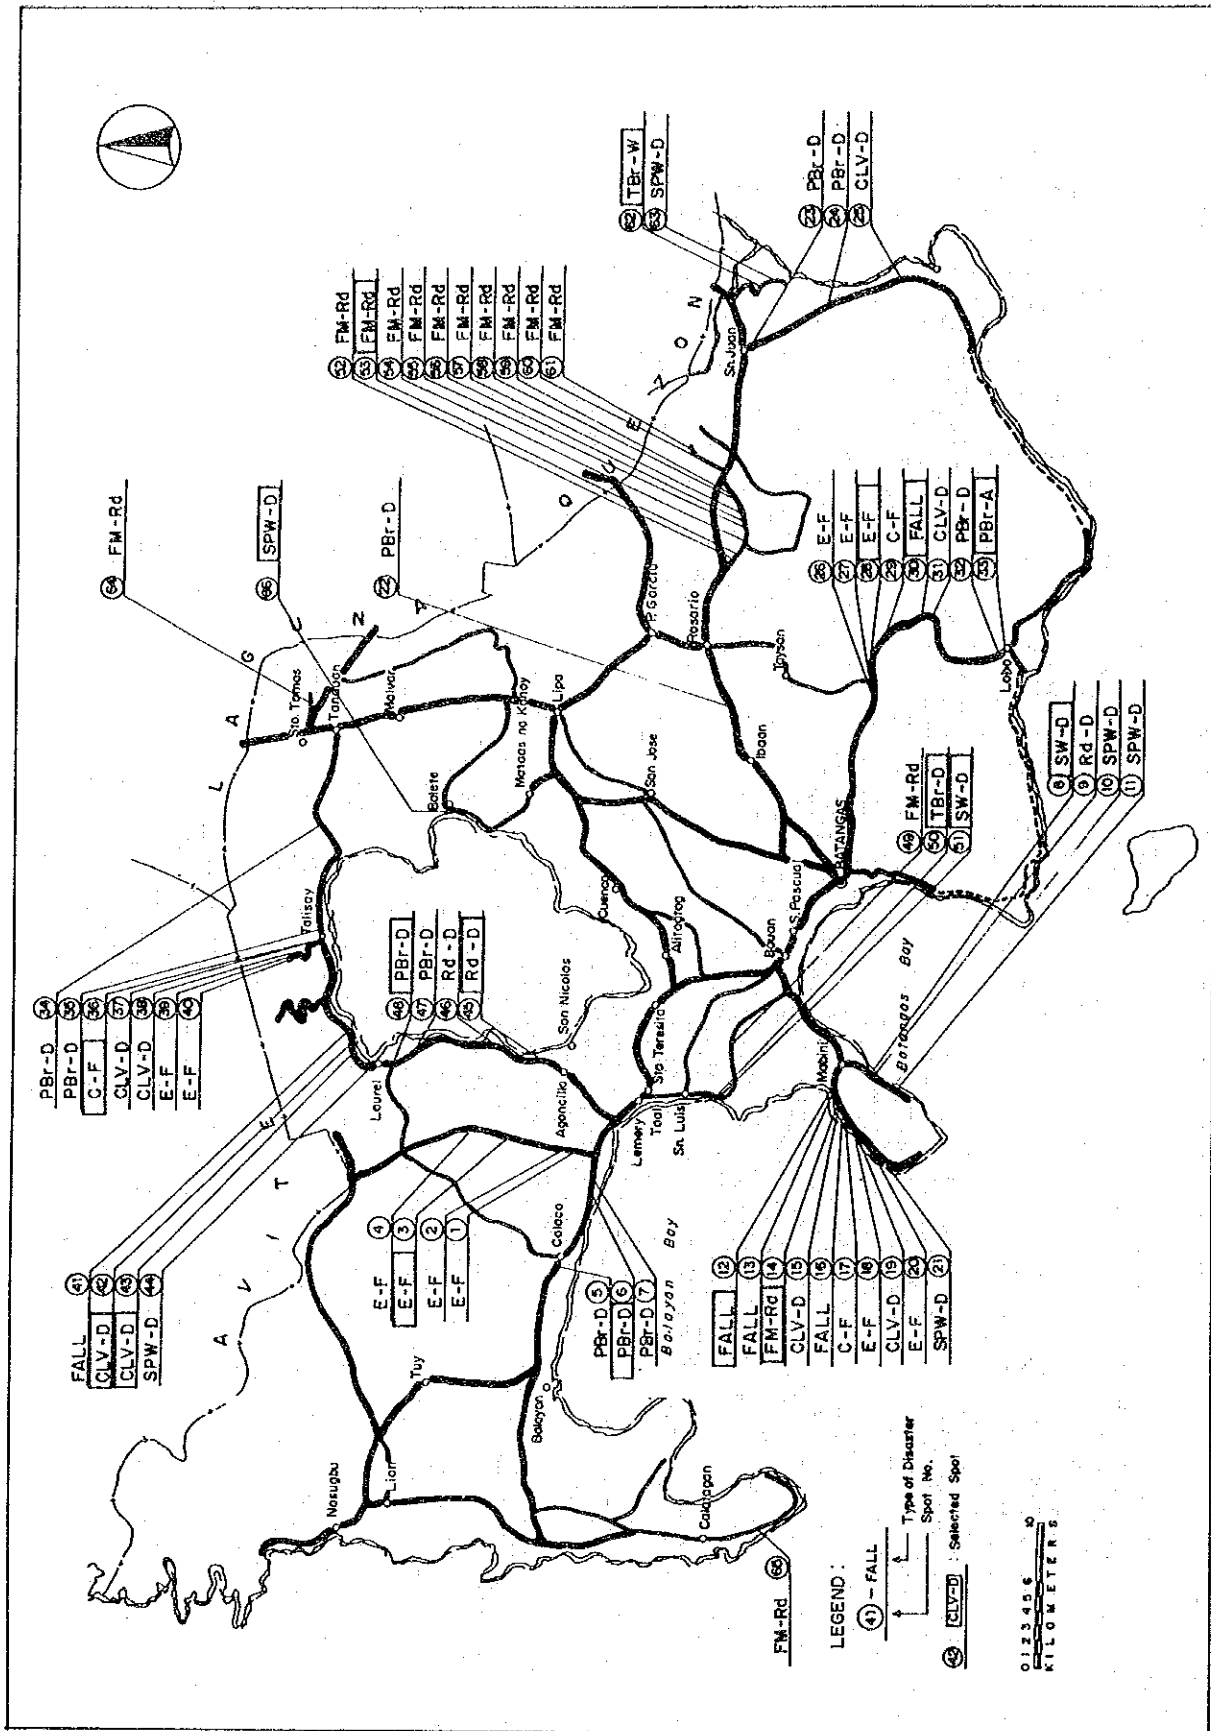 PBr-D 34
PBr-D 35
C-F 36
CLV-D 37
CLV-D 38
E-F 39
E-F 40
64 FM-Rd
66 SPW-D
22 PBr-D
FALL 41
CLV-D 42
CLV-D 43
SPW-D 44
52 FM-Rd
53 FM-Rd
54 FM-Rd
55 FM-Rd
56 FM-Rd
57 FM-Rd
58 FM-Rd
59 FM-Rd
60 FM-Rd
61 FM-Rd
62 TBr-W
63 SPW-D
A V I T E
L A G U N A
Q U E Z O N
Nasugbu
Lian
Tuy
Laurel
Talisay
Sto. Tomas
Tanauan
Malvar
E-F 4
E-F 3
E-F 2
E-F 1
48 PBr-D
47 PBr-D
46 Rd-D
45 Rd-D
Balete
Mataas na Kahoy
Lipa
Balayan
Calaca
Agoncillo
San Nicolas
Cuenca
San Jose
P. Garcia
Rosario
Sn. Juan
PBr-D 5
PBr-D 6
PBr-D 7
Balayan Bay
Lemery
Taal
Sn. Luis
Sta Teresita
Alitagtag
Ibaan
Taysan
23 PBr-D
24 PBr-D
25 CLV-D
Calatagan
65
FM-Rd
Bauan
S. Pascual
BATANGAS
Mabini
Batangas Bay
26 E-F
27 E-F
28 E-F
29 C-F
30 FALL
31 CLV-D
32 PBr-D
33 PBr-A
Lobo
FALL 12
FALL 13
FM-Rd 14
CLV-D 15
FALL 16
C-F 17
E-F 18
CLV-D 19
E-F 20
SPW-D 21
49 FM-Rd
50 TBr-D
51 SW-D
8 SW-D
9 Rd-D
10 SPW-D
11 SPW-D
LEGEND :
41 - FALL
Type of Disaster
Spot No.
42 CLV-D : Selected Spot
0 1 2 3 4 5 6 10
KILOMETERS